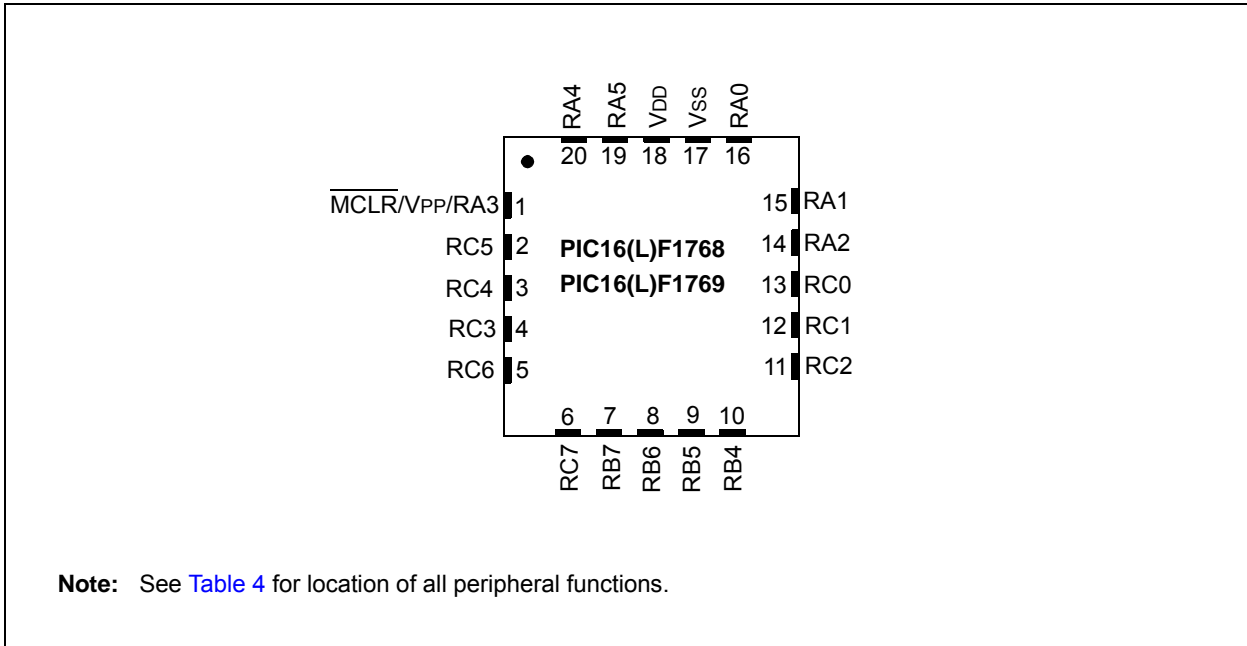 RA4 RA5 VDD VSS RA0
20 19 18 17 16
MCLR/VPP/RA3 1 15 RA1
RC5 2 PIC16(L)F1768 14 RA2
RC4 3 PIC16(L)F1769 13 RC0
RC3 4 12 RC1
RC6 5 11 RC2
6 7 8 9 10
RC7 RB7 RB6 RB5 RB4
Note: See Table 4 for location of all peripheral functions.